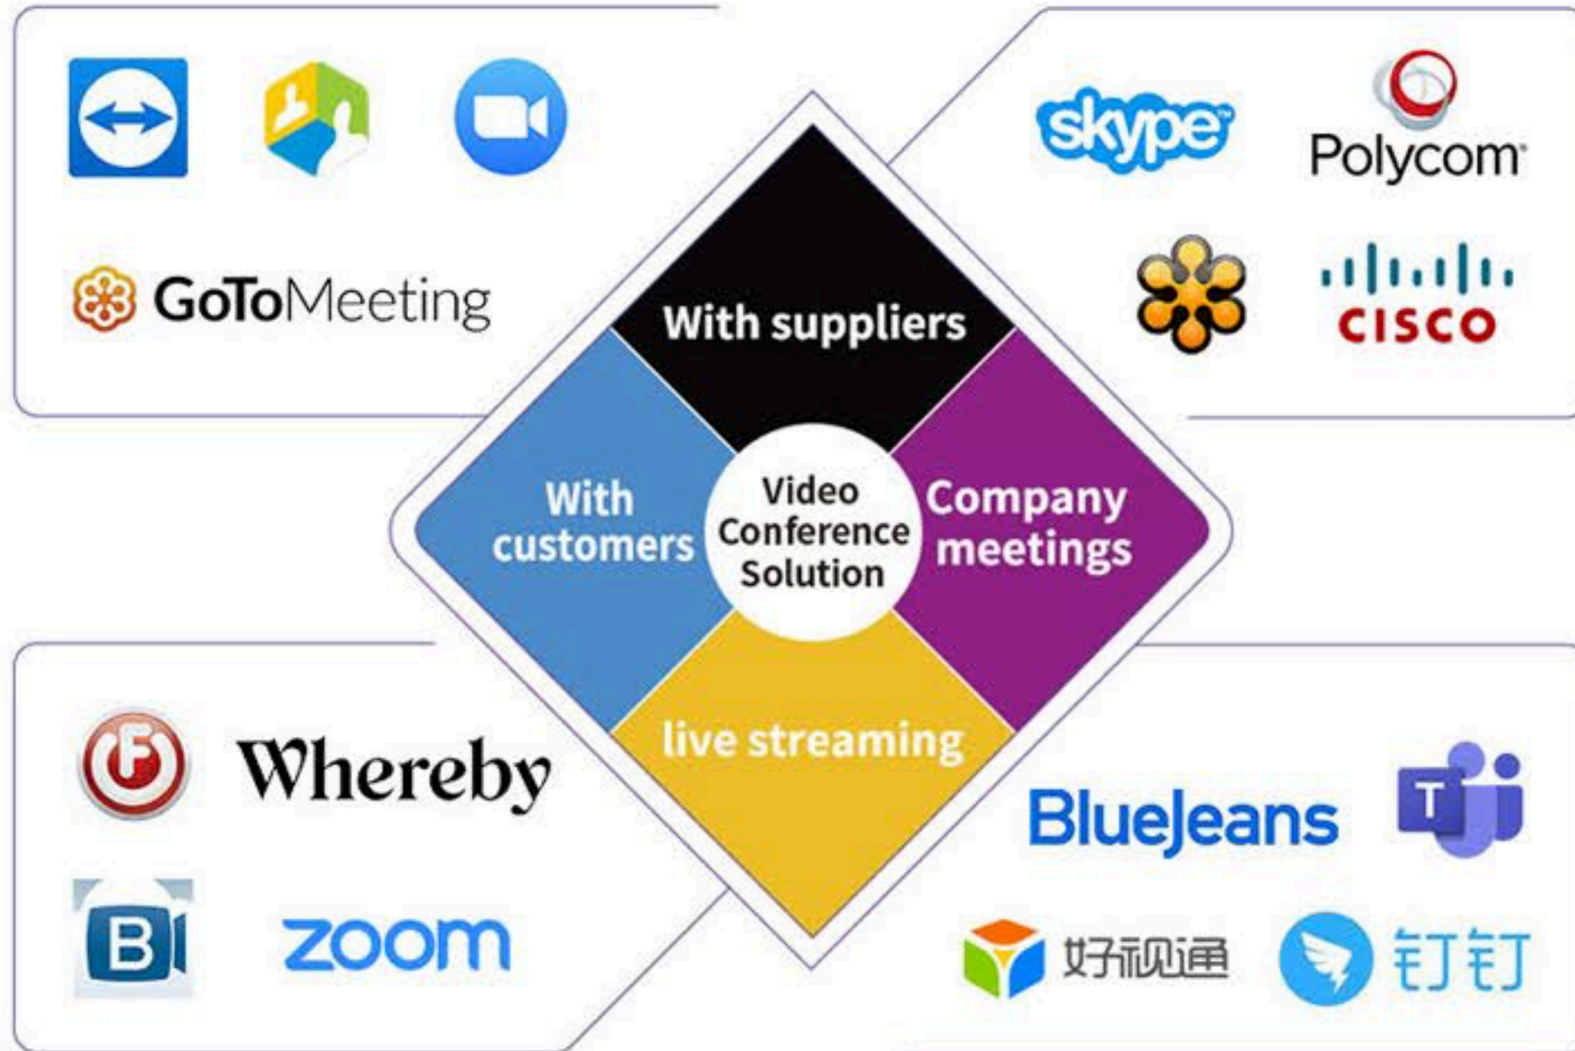 GoToMeeting
skype™
Polycom®
CISCO
With suppliers
With
customers
Video
Conference
Solution
Company
meetings
live streaming
F
Whereby
B
zoom
BlueJeans
T
好视通
钉钉